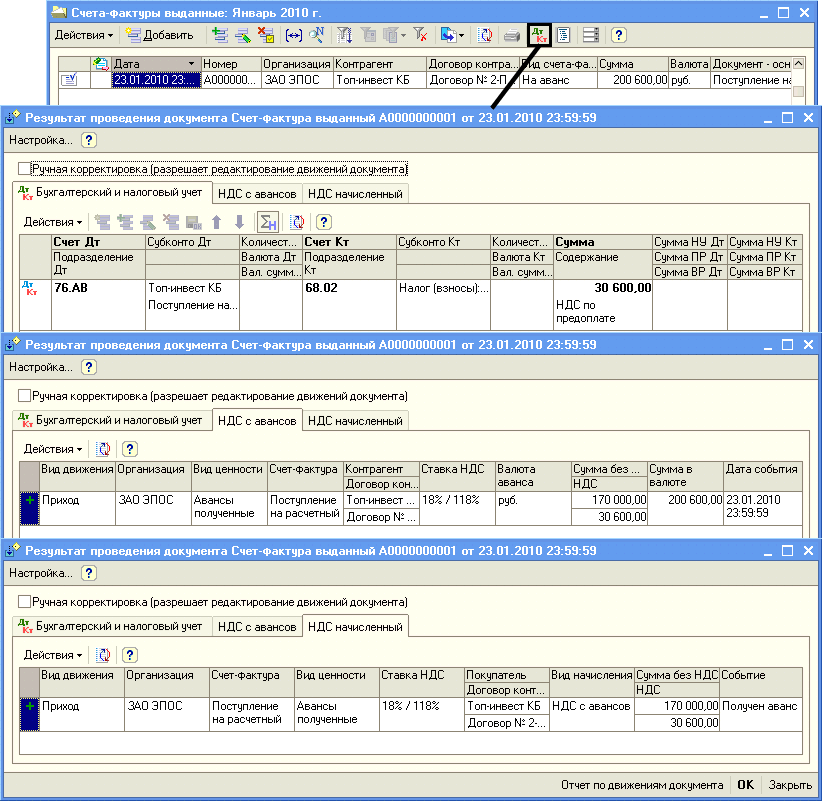 Счета-фактуры выданные: Январь 2010 г.
Действия Добавить
Дата Номер Организация Контрагент Договор контра... Вид счета-фа... Сумма Валюта Документ - осн
23.01.2010 23:... А000000... ЗАО ЭПОС Топ-инвест КБ Договор № 2-П... На аванс 200 600,00 руб. Поступление на
Результат проведения документа Счет-фактура выданный А0000000001 от 23.01.2010 23:59:59
Настройка...
Ручная корректировка (разрешает редактирование движений документа)
Бухгалтерский и налоговый учет НДС с авансов НДС начисленный
Действия
Счет Дт Субконто Дт Количест... Счет Кт Субконто Кт Количест... Сумма Сумма НУ Дт Сумма НУ Кт
Подразделение Дт Валюта Дт Подразделение Кт Валюта Кт Содержание Сумма ПР Дт Сумма ПР Кт
Вал. сумм... Вал. сумм... Сумма ВР Дт Сумма ВР Кт
76.АВ Топ-инвест КБ 68.02 Налог (взносы):... 30 600,00
Поступление на... НДС по
предоплате
Результат проведения документа Счет-фактура выданный А0000000001 от 23.01.2010 23:59:59
Настройка...
Ручная корректировка (разрешает редактирование движений документа)
Бухгалтерский и налоговый учет НДС с авансов НДС начисленный
Действия
Вид движения Организация Вид ценности Счет-фактура Контрагент Ставка НДС Валюта аванса Сумма без ... Сумма в валюте Дата события
Договор кон... НДС
Приход ЗАО ЭПОС Авансы Поступление Топ-инвест ... 18% / 118% руб. 170 000,00 200 600,00 23.01.2010
полученные на расчетный Договор № ... 30 600,00 23:59:59
Результат проведения документа Счет-фактура выданный А0000000001 от 23.01.2010 23:59:59
Настройка...
Ручная корректировка (разрешает редактирование движений документа)
Бухгалтерский и налоговый учет НДС с авансов НДС начисленный
Действия
Вид движения Организация Счет-фактура Вид ценности Ставка НДС Покупатель Вид начисления Сумма без НДС Событие
Договор конт... НДС
Приход ЗАО ЭПОС Поступление Авансы 18% / 118% Топ-инвест КБ НДС с авансов 170 000,00 Получен аванс
на расчетный полученные Договор № 2-... 30 600,00
Отчет по движениям документа OK Закрыть